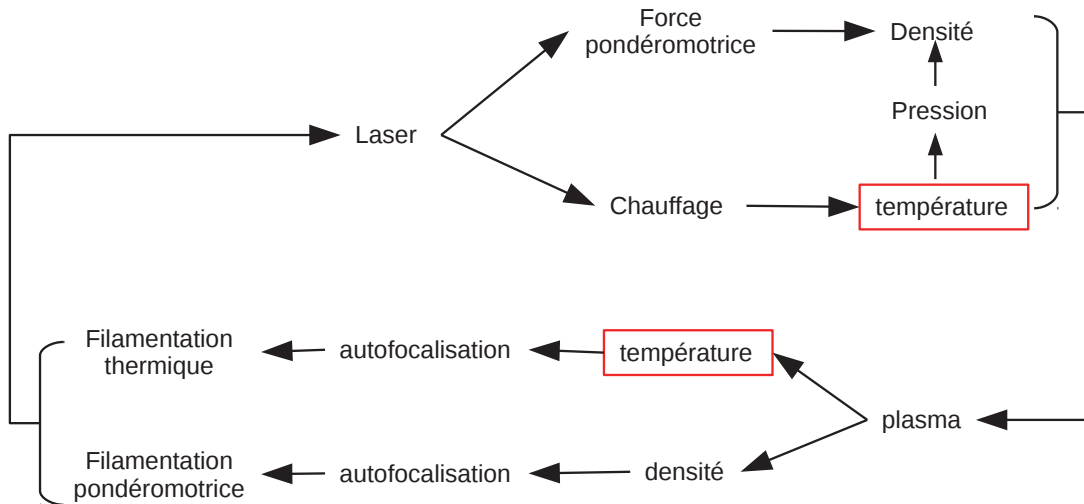 Force
pondéromotrice
Densité
Pression
Laser
Chauffage
température
Filamentation
thermique
autofocalisation
température
plasma
Filamentation
pondéromotrice
autofocalisation
densité